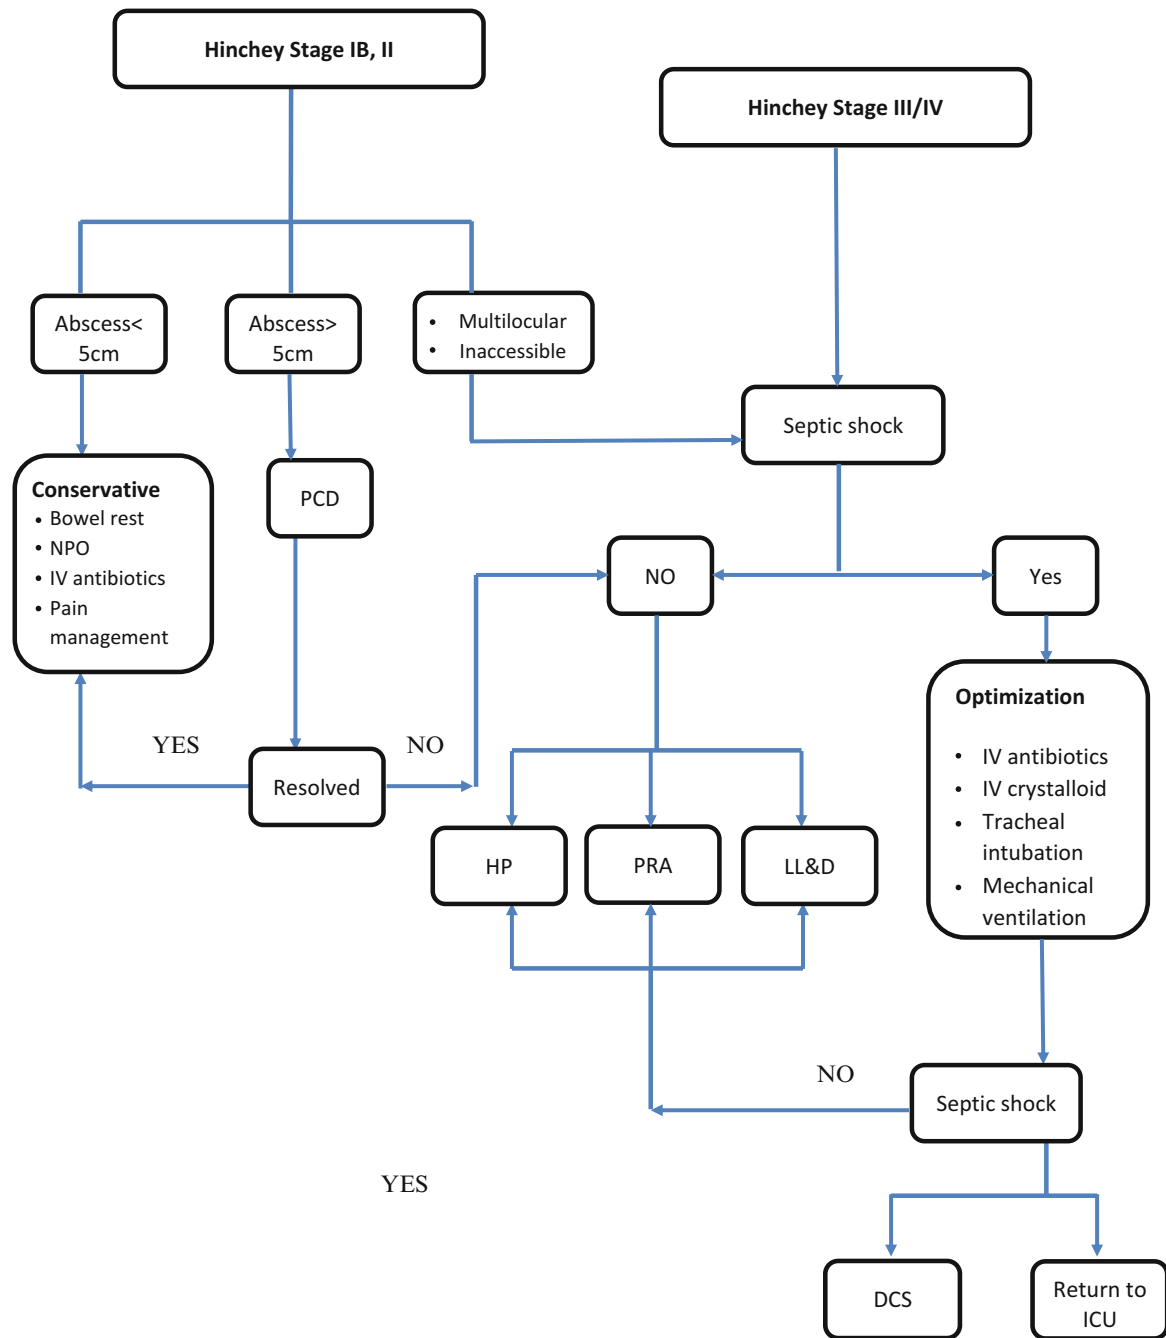 Hinchey Stage IB, II
Hinchey Stage III/IV
Abscess<
5cm
Abscess>
5cm
• Multilocular
• Inaccessible
Septic shock
Conservative
• Bowel rest
• NPO
• IV antibiotics
• Pain
management
PCD
NO
Yes
Optimization
• IV antibiotics
• IV crystalloid
• Tracheal
intubation
• Mechanical
ventilation
YES
NO
Resolved
HP
PRA
LL&D
NO
Septic shock
YES
DCS
Return to
ICU